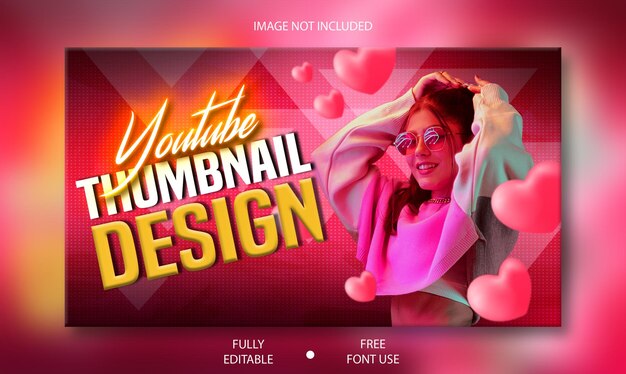 IMAGE NOT INCLUDED
Youtube
THUMBNAIL
DESIGN
FULLY
EDITABLE
FREE
FONT USE